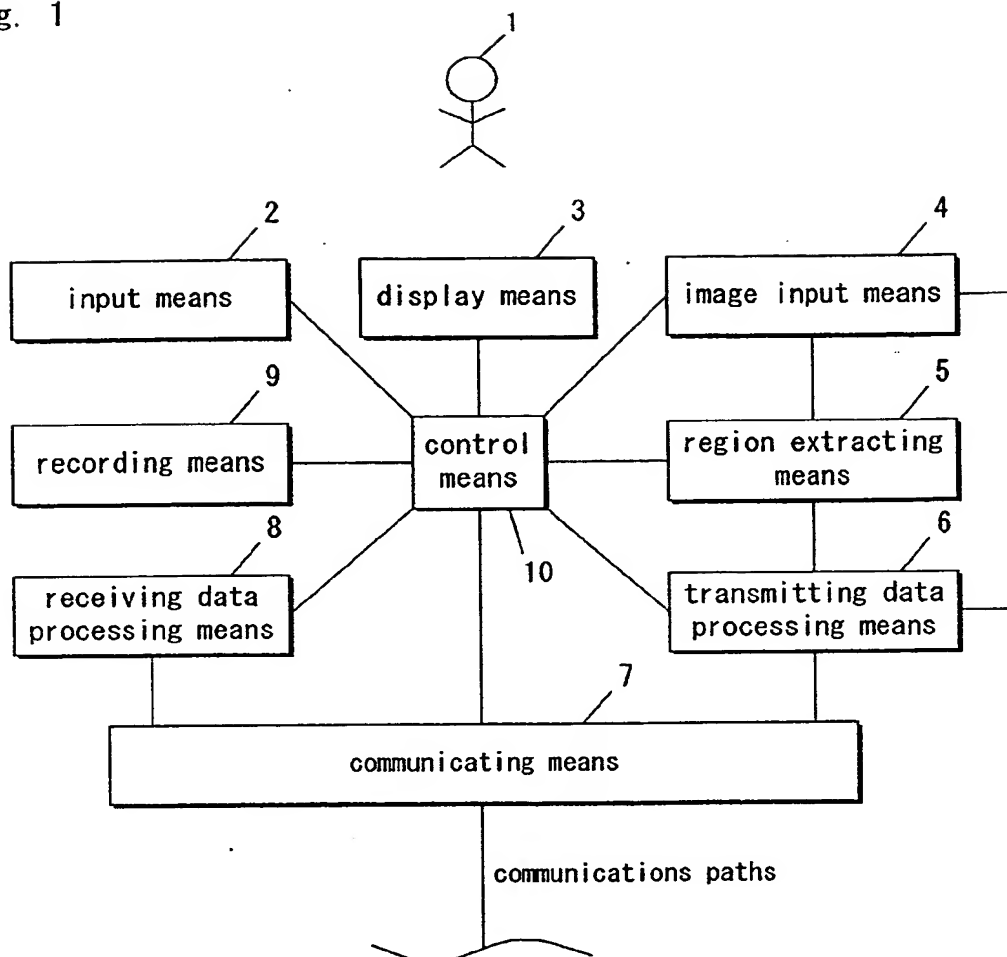 g. 1
1
2
3
4
input means
display means
image input means
9
5
recording means
control
means
region extracting
means
8
10
6
receiving data
processing means
transmitting data
processing means
7
communicating means
communications paths